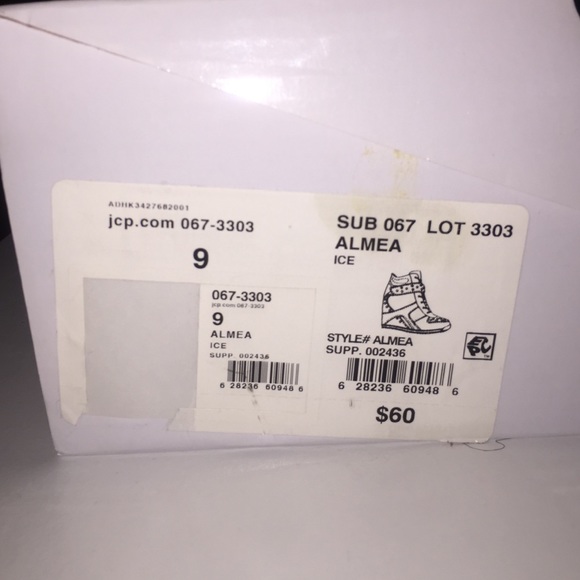 ADHK3427682001
jcp.com 067-3303
9
067-3303
jcp.com 067-3303
9
ALMEA
ICE
SUPP. 002436
6 28236 60948 6
SUB 067 LOT 3303
ALMEA
ICE
STYLE# ALMEA
SUPP. 002436
6 28236 60948 6
$60